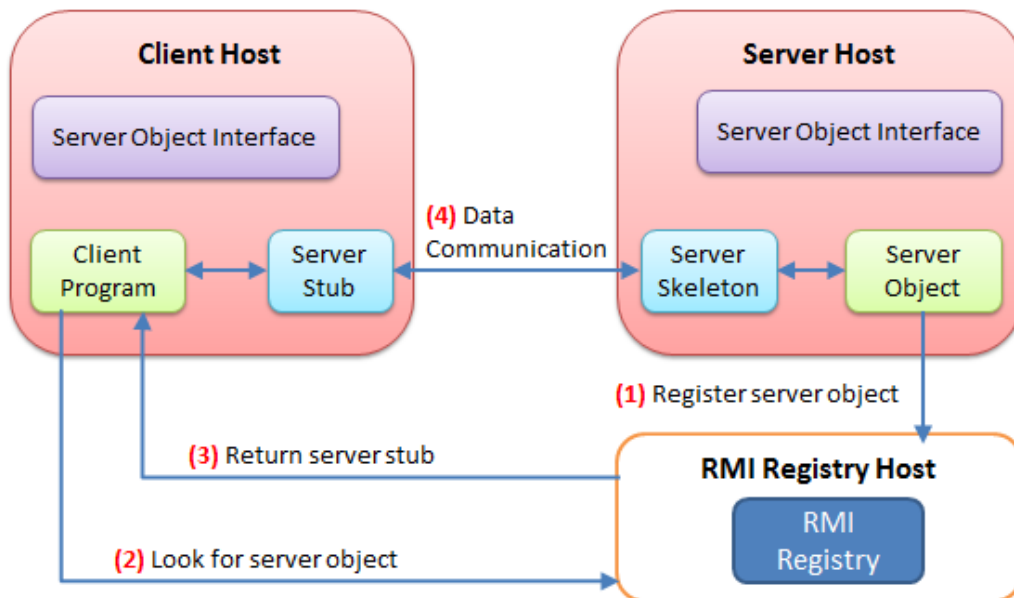 Client Host
Server Object Interface
Client
Program
Server
Stub
(4) Data
Communication
Server Host
Server Object Interface
Server
Skeleton
Server
Object
(1) Register server object
(3) Return server stub
(2) Look for server object
RMI Registry Host
RMI
Registry